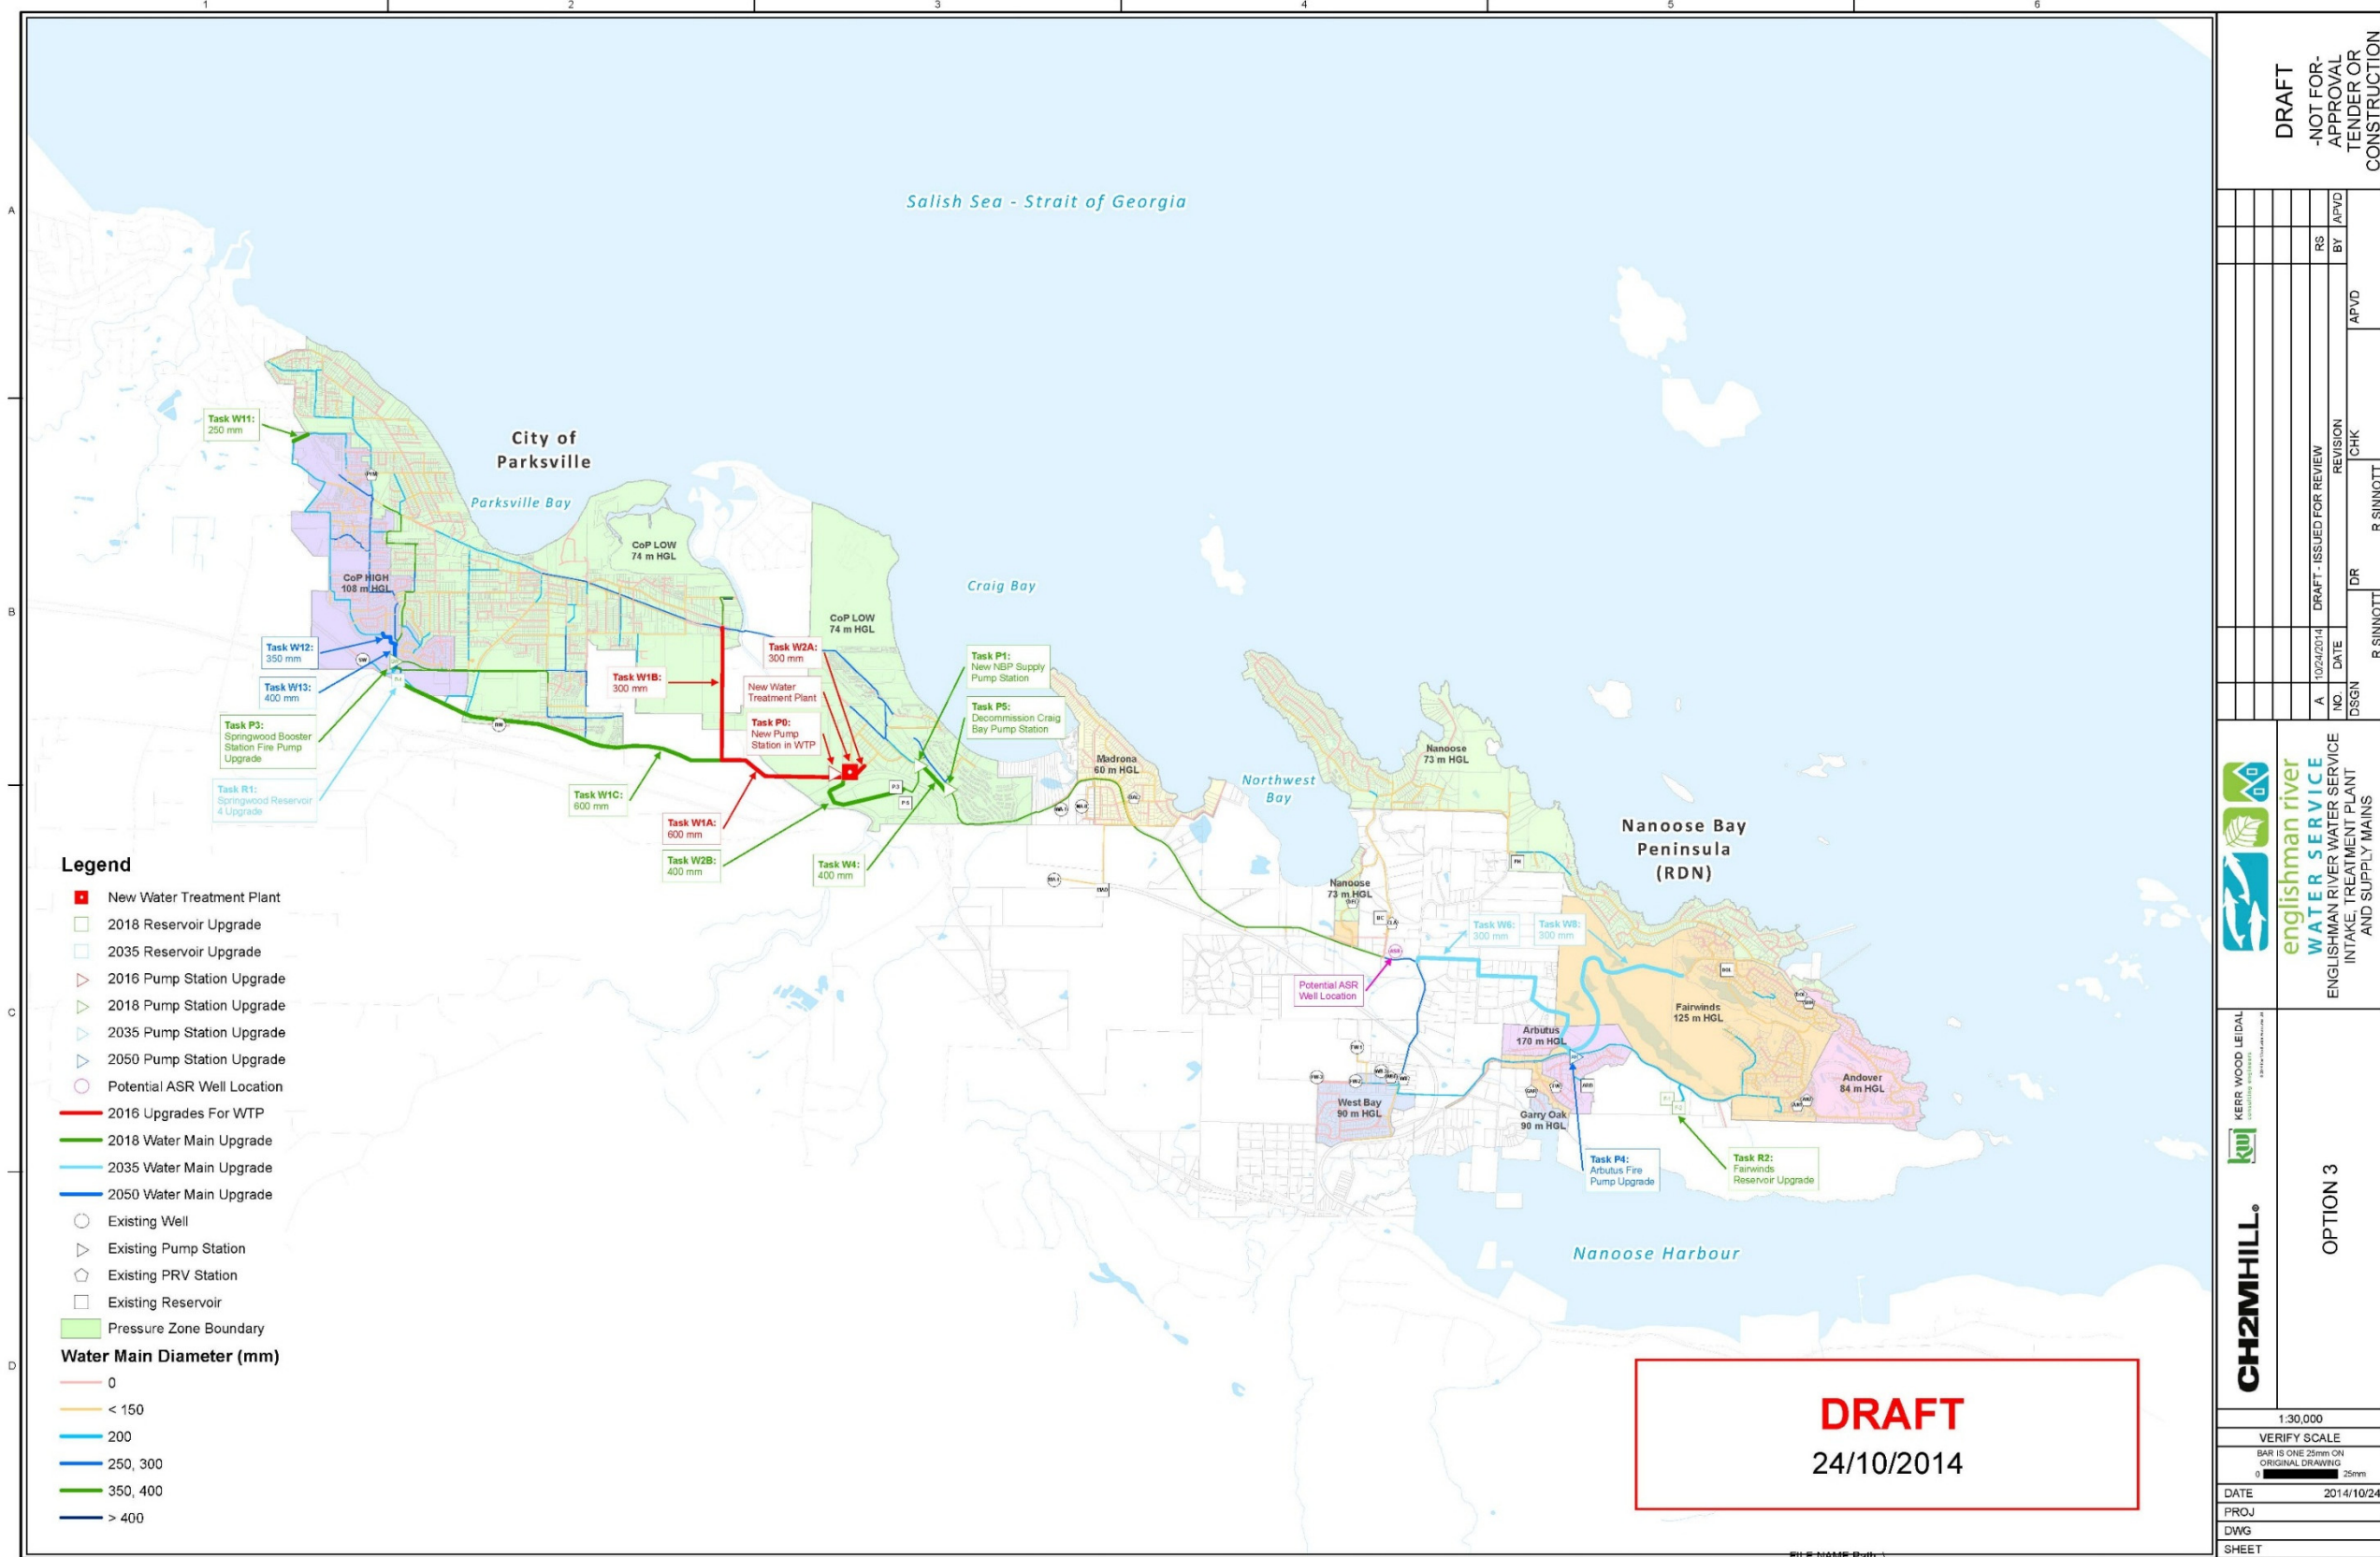 1 2 3 4 5 6
A
B
C
D
Salish Sea - Strait of Georgia
City of
Parksville
Parksville Bay
Craig Bay
Northwest
Bay
Nanoose Bay
Peninsula
(RDN)
Nanoose Harbour
Task W11:
250 mm
CoP HIGH
108 m HGL
CoP LOW
74 m HGL
CoP LOW
74 m HGL
Task W12:
350 mm
Task W13:
400 mm
Task P3:
Springwood Booster
Station Fire Pump
Upgrade
Task R1:
Springwood Reservoir
4 Upgrade
Task W1B:
300 mm
Task W2A:
300 mm
New Water
Treatment Plant
Task P0:
New Pump
Station in WTP
Task P1:
New NBP Supply
Pump Station
Task P5:
Decommission Craig
Bay Pump Station
Task W1C:
600 mm
Task W1A:
600 mm
Task W2B:
400 mm
Task W4:
400 mm
Madrona
60 m HGL
Nanoose
73 m HGL
Nanoose
73 m HGL
Task W6:
300 mm
Task W8:
300 mm
Potential ASR
Well Location
Fairwinds
125 m HGL
Arbutus
170 m HGL
Andover
84 m HGL
West Bay
90 m HGL
Garry Oak
90 m HGL
Task P4:
Arbutus Fire
Pump Upgrade
Task R2:
Fairwinds
Reservoir Upgrade
Legend
New Water Treatment Plant
2018 Reservoir Upgrade
2035 Reservoir Upgrade
2016 Pump Station Upgrade
2018 Pump Station Upgrade
2035 Pump Station Upgrade
2050 Pump Station Upgrade
Potential ASR Well Location
2016 Upgrades For WTP
2018 Water Main Upgrade
2035 Water Main Upgrade
2050 Water Main Upgrade
Existing Well
Existing Pump Station
Existing PRV Station
Existing Reservoir
Pressure Zone Boundary
Water Main Diameter (mm)
0
< 150
200
250, 300
350, 400
> 400
DRAFT
24/10/2014
DRAFT
-NOT FOR-
APPROVAL
TENDER OR
CONSTRUCTION
A 10/24/2014 DRAFT - ISSUED FOR REVIEW RS
NO. DATE REVISION BY APVD
DSGN DR CHK APVD
R.SINNOTT R.SINNOTT
englishman river
WATER SERVICE
ENGLISHMAN RIVER WATER SERVICE
INTAKE, TREATMENT PLANT
AND SUPPLY MAINS
kwl KERR WOOD LEIDAL
consulting engineers
CH2MHILL®
OPTION 3
1:30,000
VERIFY SCALE
BAR IS ONE 25mm ON
ORIGINAL DRAWING
0 25mm
DATE 2014/10/24
PROJ
DWG
SHEET